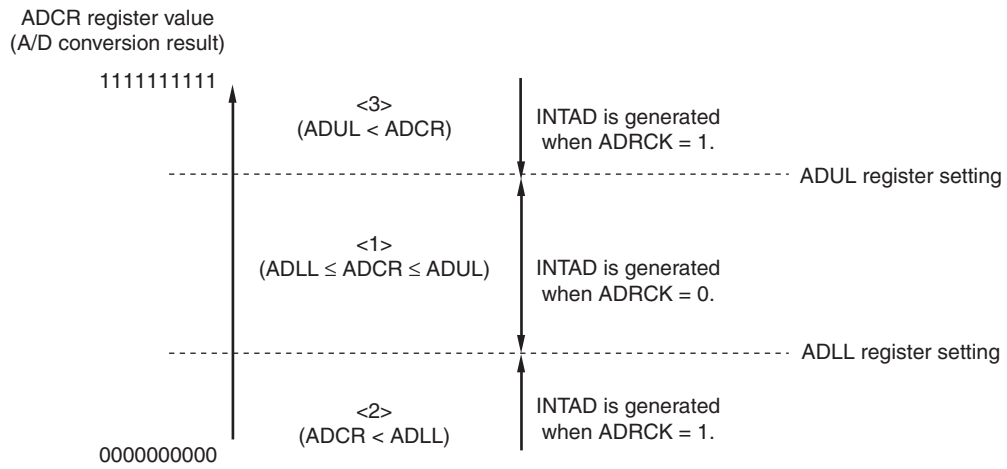 ADCR register value
(A/D conversion result)
1111111111
<3>
(ADUL < ADCR)
INTAD is generated
when ADRCK = 1.
ADUL register setting
<1>
(ADLL ≤ ADCR ≤ ADUL)
INTAD is generated
when ADRCK = 0.
ADLL register setting
<2>
(ADCR < ADLL)
INTAD is generated
when ADRCK = 1.
0000000000